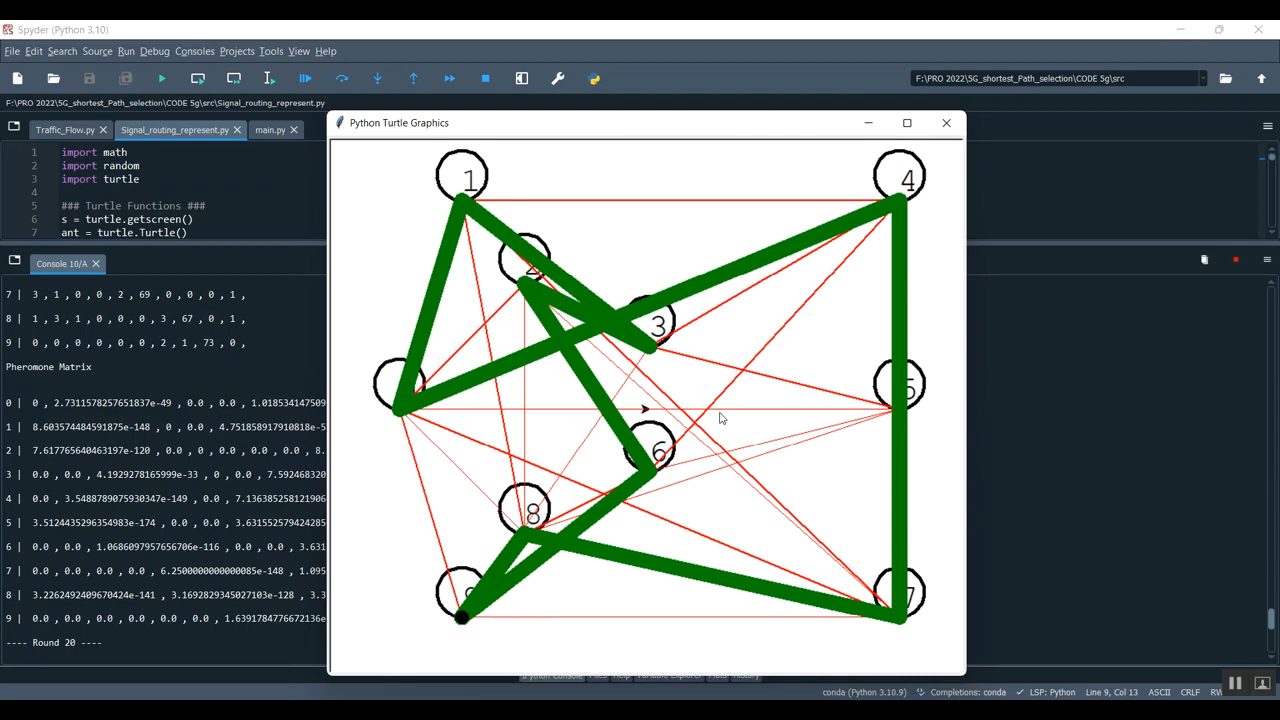 Spyder (Python 3.10)
File Edit Search Source Run Debug Consoles Projects Tools View Help
F:\PRO 2022\5G_shortest_Path_selection\CODE 5g\src
F:\PRO 2022\5G_shortest_Path_selection\CODE 5g\src\Signal_routing_represent.py
Traffic_Flow.py
Signal_routing_represent.py
main.py
1 import math
2 import random
3 import turtle
4
5 ### Turtle Functions ###
6 s = turtle.getscreen()
7 ant = turtle.Turtle()
Console 10/A
7 | 3 , 1 , 0 , 0 , 2 , 69 , 0 , 0 , 0 , 1 ,
8 | 1 , 3 , 1 , 0 , 0 , 0 , 3 , 67 , 0 , 1 ,
9 | 0 , 0 , 0 , 0 , 0 , 2 , 1 , 73 , 0 ,
Pheromone Matrix
0 | 0 , 2.7311578257651837e-49 , 0.0 , 0.0 , 1.01853414750
1 | 8.603574484591875e-148 , 0 , 0.0 , 4.751858917910818e-5
2 | 7.617765640463197e-120 , 0 , 0.0 , 0.0 , 0.0 , 0.0 , 8.
3 | 0.0 , 0.0 , 4.1929278165999e-33 , 0.0 , 7.59246832
4 | 0.0 , 3.5488789075930347e-149 , 0.0 , 7.136385258121906
5 | 3.5124435296354983e-174 , 0.0 , 0.0 , 3.631552579424285
6 | 0.0 , 0.0 , 1.0686097957656706e-116 , 0.0 , 0.0 , 3.631
7 | 0.0 , 0.0 , 0.0 , 0.0 , 6.2500000000000085e-148 , 1.095
8 | 3.2262492409670424e-141 , 3.1692829345027103e-128 , 3.3
9 | 0.0 , 0.0 , 0.0 , 0.0 , 0.0 , 0.0 , 1.6391784776672136e
---- Round 20 ----
Python Turtle Graphics
1
4
2
3
5
6
8
7
conda (Python 3.10.9) Completions: conda LSP: Python Line 9, Col 13 ASCII CRLF RW